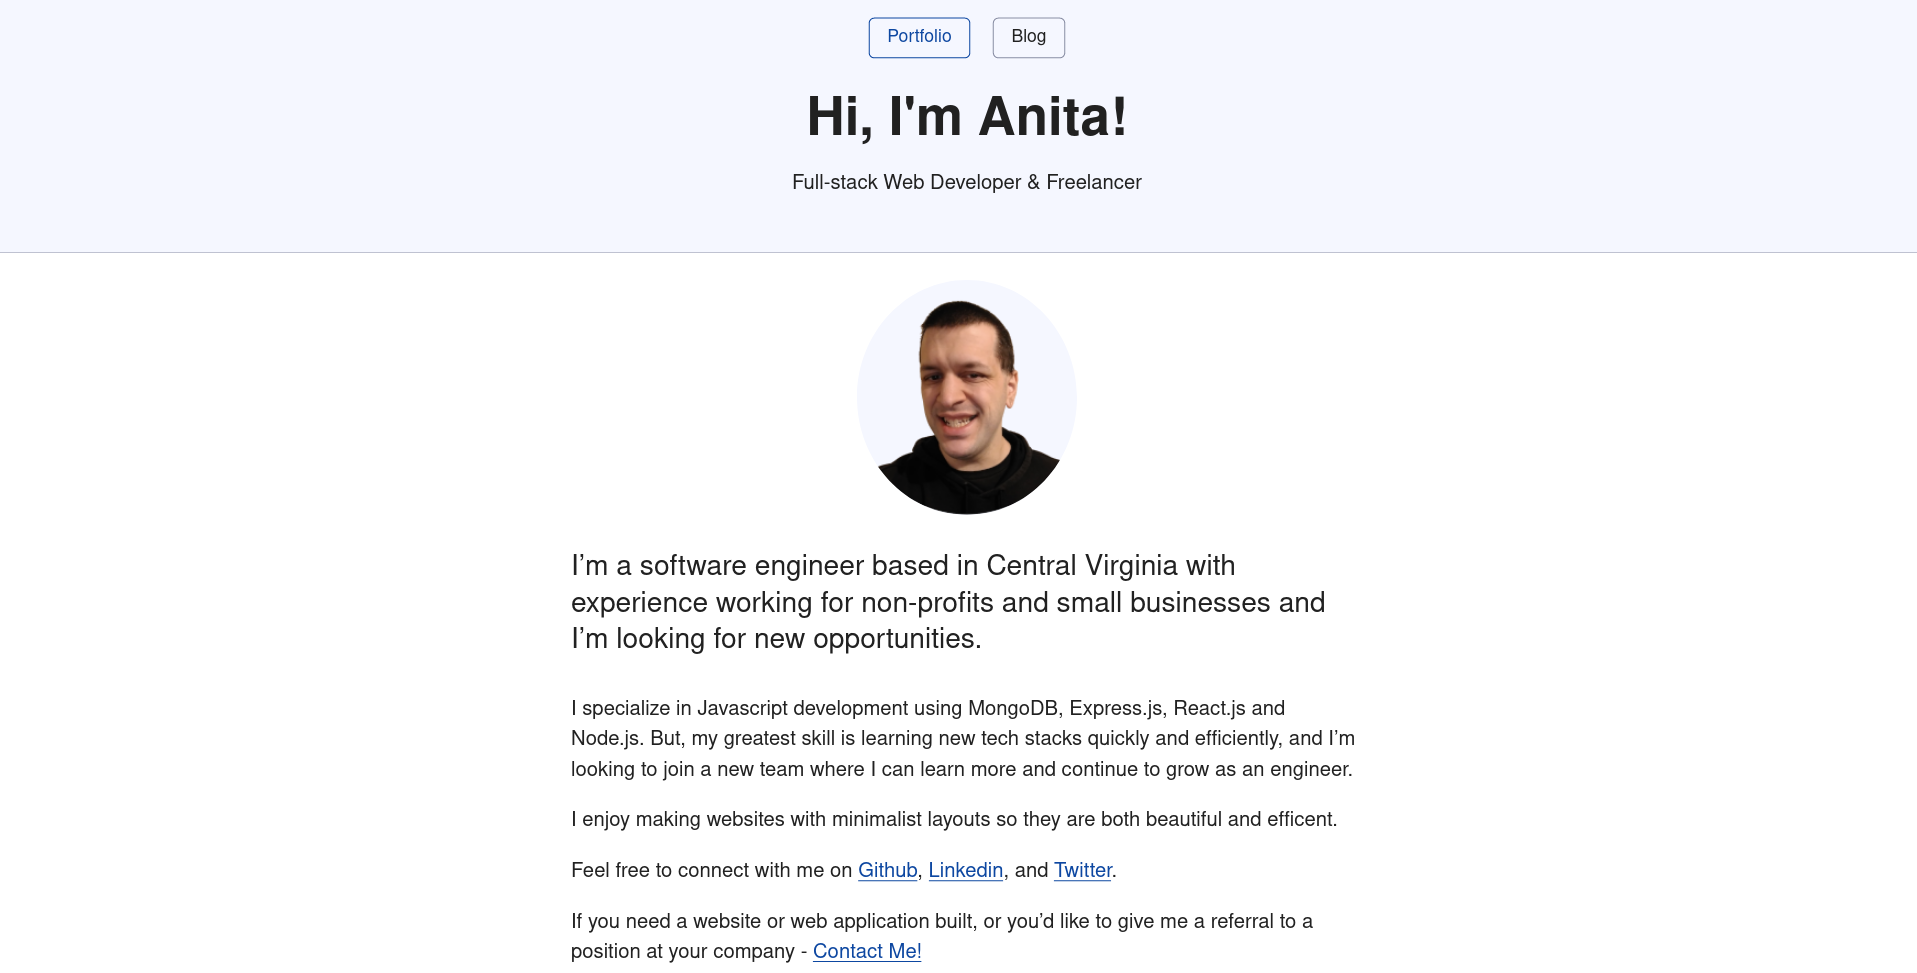 Portfolio Blog
Hi, I'm Anita!
Full-stack Web Developer & Freelancer
I’m a software engineer based in Central Virginia with
experience working for non-profits and small businesses and
I’m looking for new opportunities.
I specialize in Javascript development using MongoDB, Express.js, React.js and
Node.js. But, my greatest skill is learning new tech stacks quickly and efficiently, and I’m
looking to join a new team where I can learn more and continue to grow as an engineer.
I enjoy making websites with minimalist layouts so they are both beautiful and efficent.
Feel free to connect with me on Github, Linkedin, and Twitter.
If you need a website or web application built, or you’d like to give me a referral to a
position at your company - Contact Me!